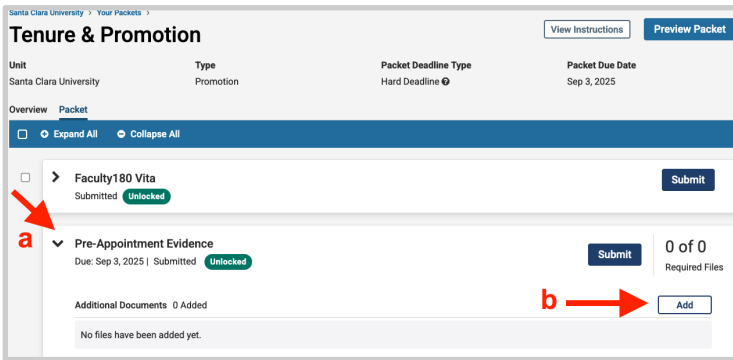 Santa Clara University > Your Packets >
Tenure & Promotion
View Instructions
Preview Packet
Unit
Type
Packet Deadline Type
Packet Due Date
Santa Clara University
Promotion
Hard Deadline
Sep 3, 2025
Overview Packet
Expand All Collapse All
Faculty180 Vita
Submitted Unlocked
Submit
a
Pre-Appointment Evidence
Due: Sep 3, 2025 | Submitted Unlocked
Submit
0 of 0
Required Files
Additional Documents 0 Added
b
Add
No files have been added yet.